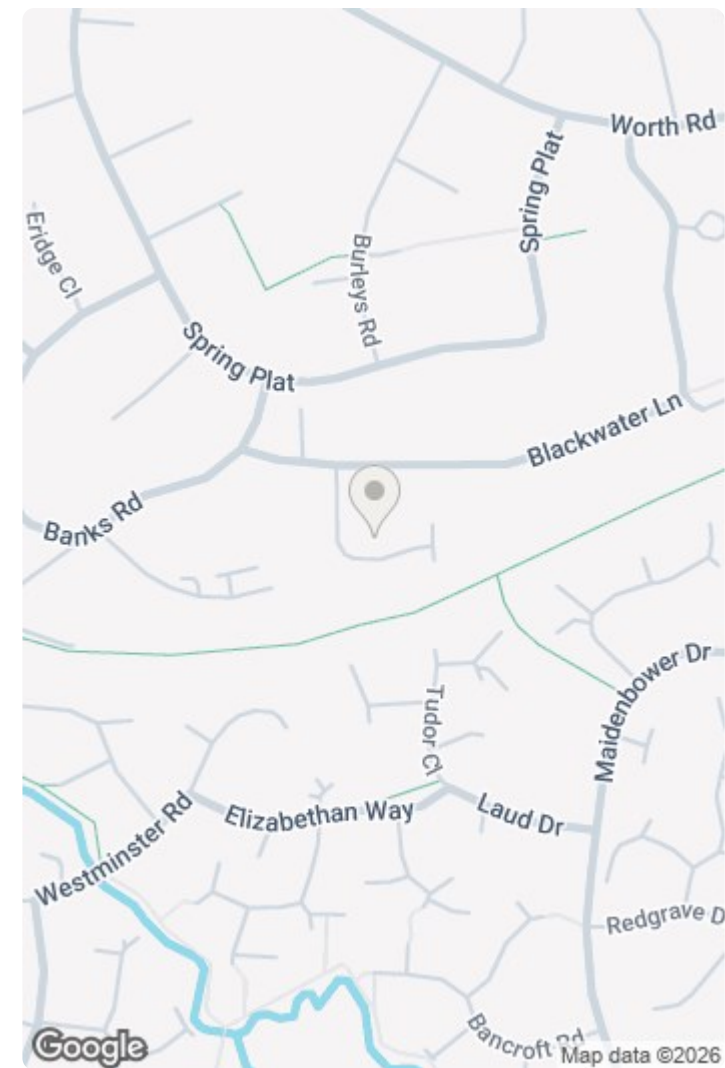 Worth Rd
Spring Plat
Eridge Cl
Burleys Rd
Spring Plat
Blackwater Ln
Banks Rd
Maidenbower Dr
Tudor Cl
Elizabethan Way
Laud Dr
Westminster Rd
Redgrave D
Bancroft Rd
Google
Map data ©2026